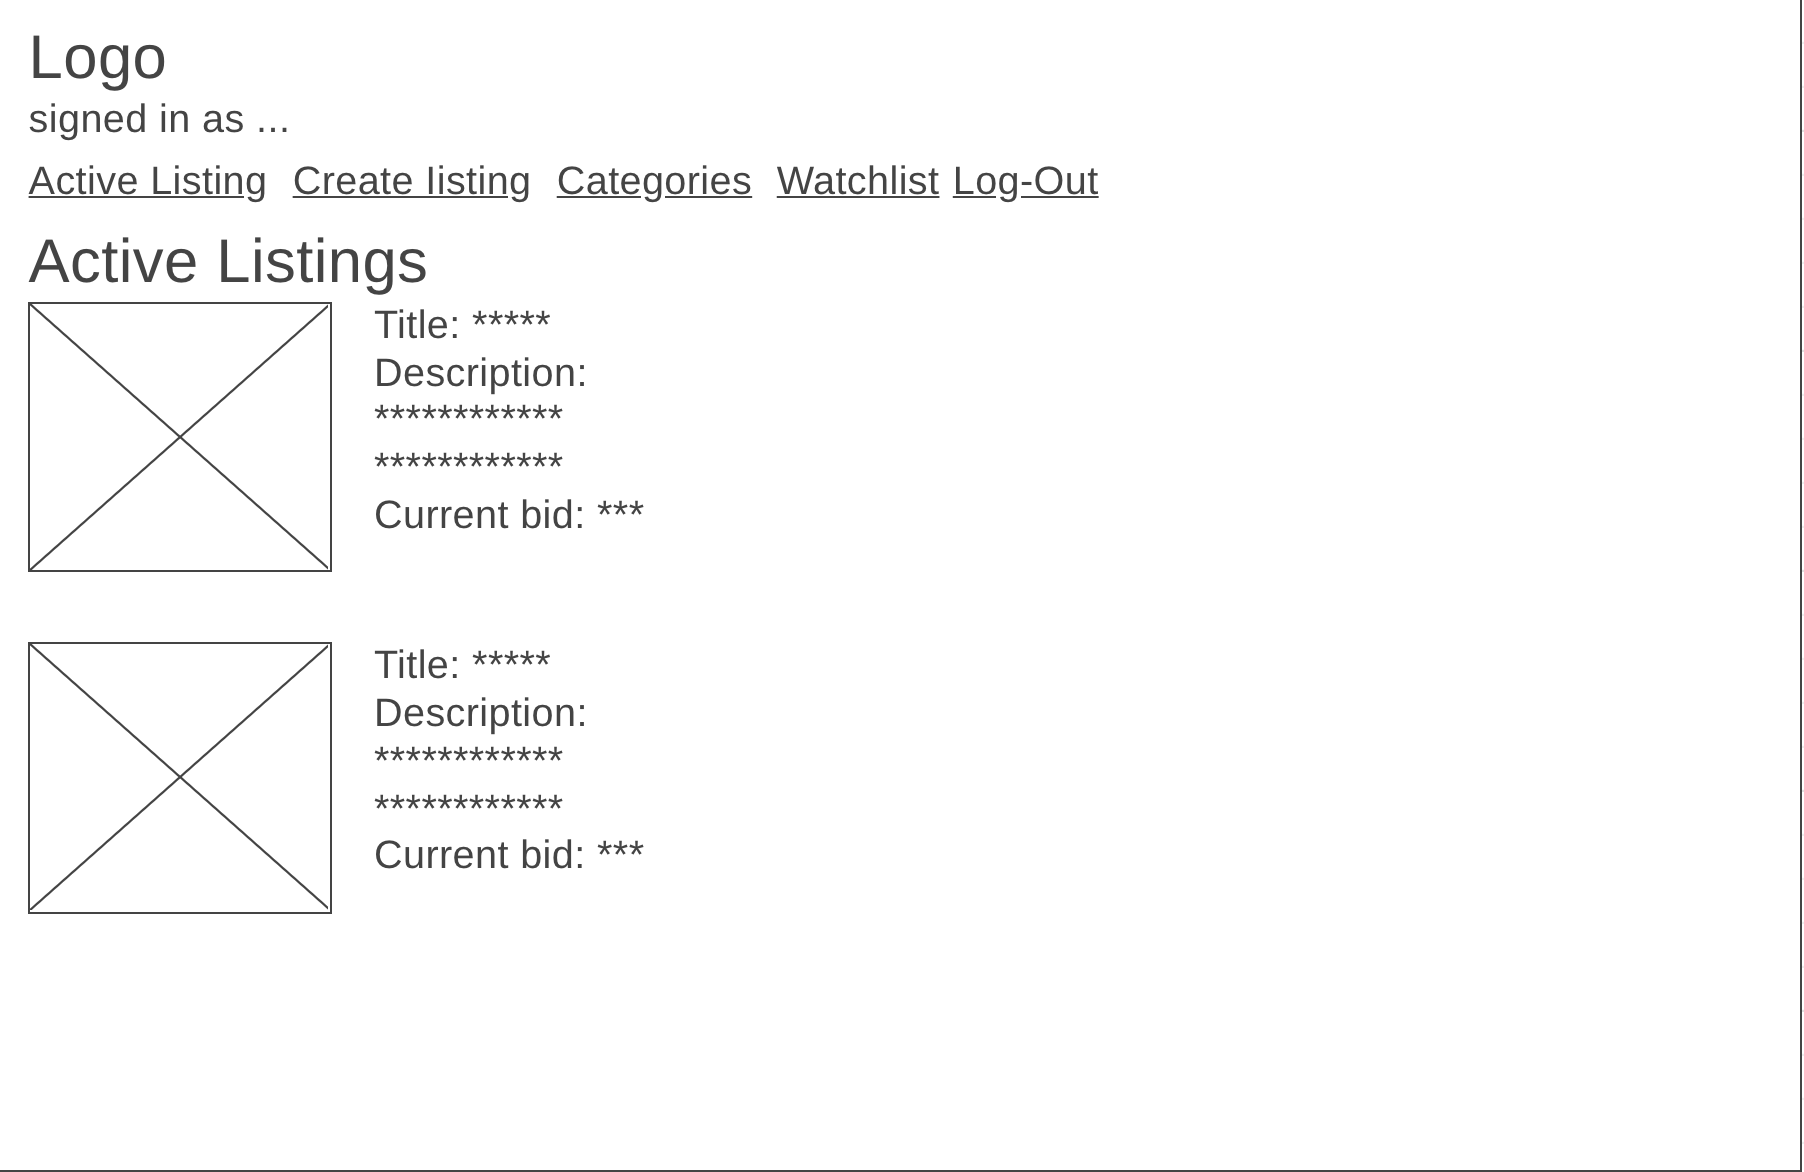 Logo
signed in as ...
Active Listing Create Iisting Categories Watchlist Log-Out
Active Listings
Title: *****
Description:
************
************
Current bid: ***
Title: *****
Description:
************
************
Current bid: ***